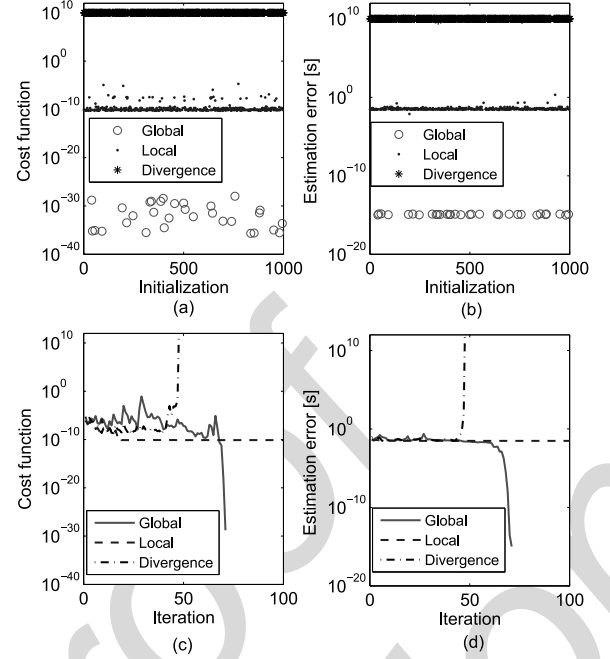 10^10
10^0
10^-10
10^-20
10^-30
10^-40
Cost function
Global
Local
Divergence
0
500
1000
Initialization
(a)
10^10
10^0
10^-10
10^-20
Estimation error [s]
Global
Local
Divergence
0
500
1000
Initialization
(b)
10^10
10^0
10^-10
10^-20
10^-30
10^-40
Cost function
Global
Local
Divergence
0
50
100
Iteration
(c)
10^10
10^0
10^-10
10^-20
Estimation error [s]
Global
Local
Divergence
0
50
100
Iteration
(d)